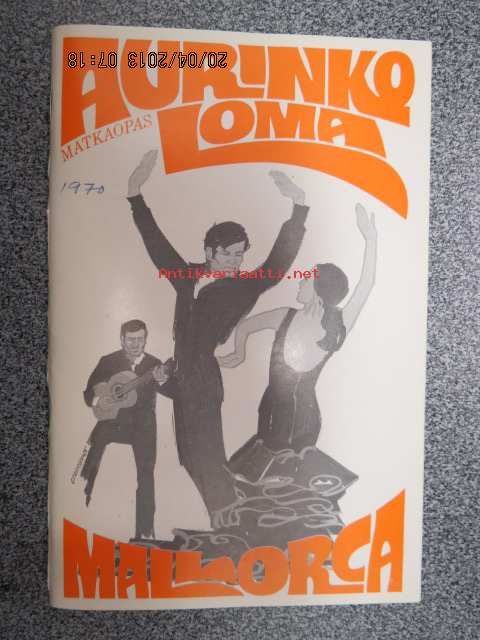 20/04/2013 07:18
AURINKO
LOMA
MATKAOPAS
1970
Antikvariaatti.net
MALLORCA